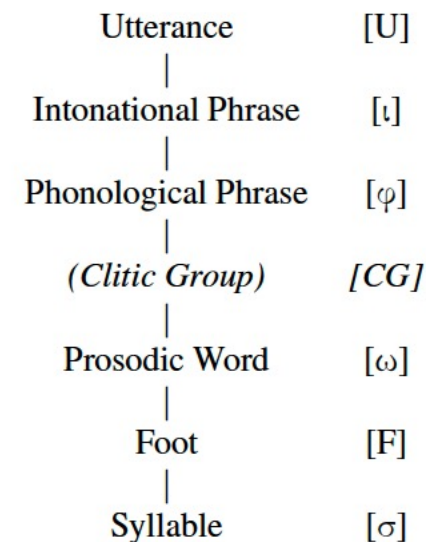 Utterance [U]
Intonational Phrase [ι]
Phonological Phrase [φ]
(Clitic Group) [CG]
Prosodic Word [ω]
Foot [F]
Syllable [σ]